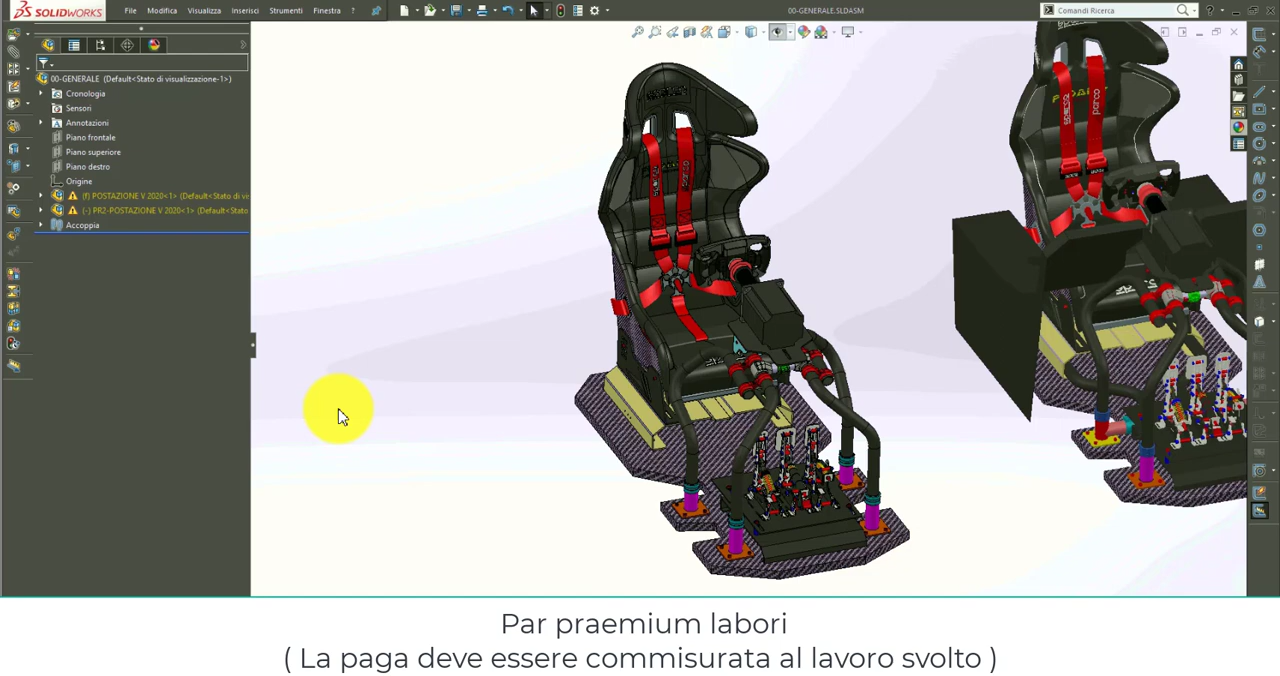 SOLIDWORKS File Modifica Visualizza Inserisci Strumenti Finestra ? 00-GENERALE.SLDASM Comandi Ricerca
00-GENERALE (Default<Stato di visualizzazione-1>)
Cronologia
Sensori
Annotazioni
Piano frontale
Piano superiore
Piano destro
Origine
(f) POSTAZIONE V 2020<1> (Default<Stato di vi
(-) PR2-POSTAZIONE V 2020<1> (Default<Stato
Accoppia
Par praemium labori
( La paga deve essere commisurata al lavoro svolto )